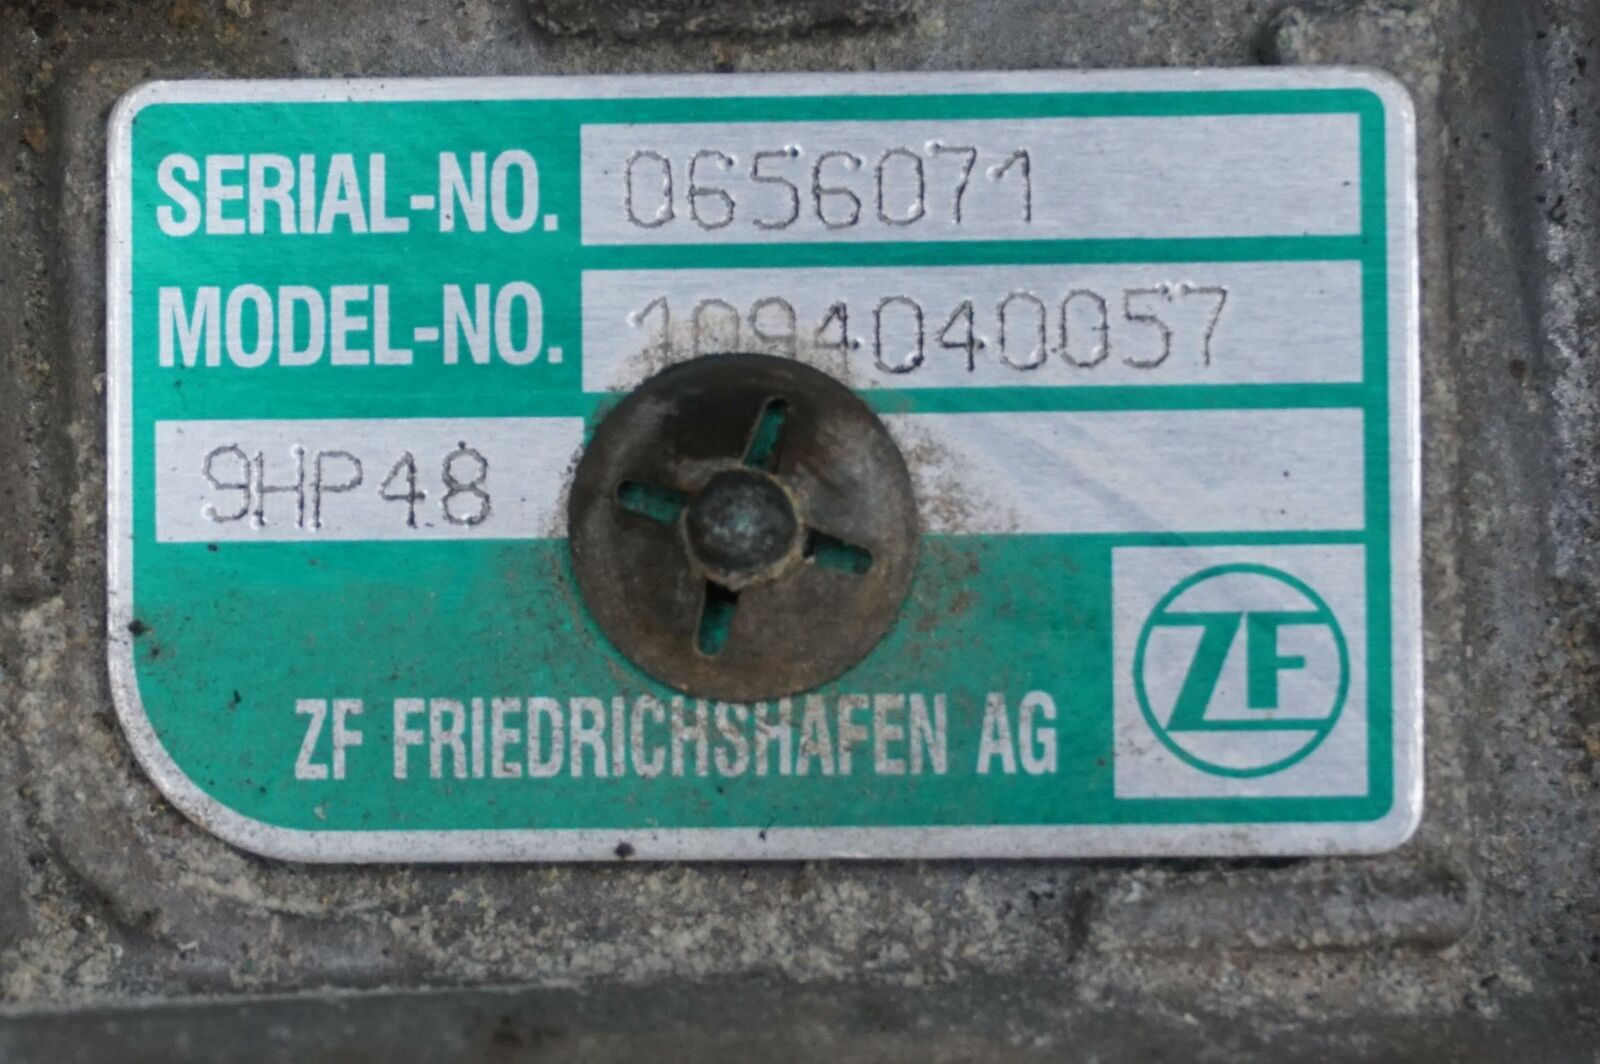 SERIAL-NO. 0656071
MODEL-NO. 1094040057
9HP48
ZF FRIEDRICHSHAFEN AG
ZF